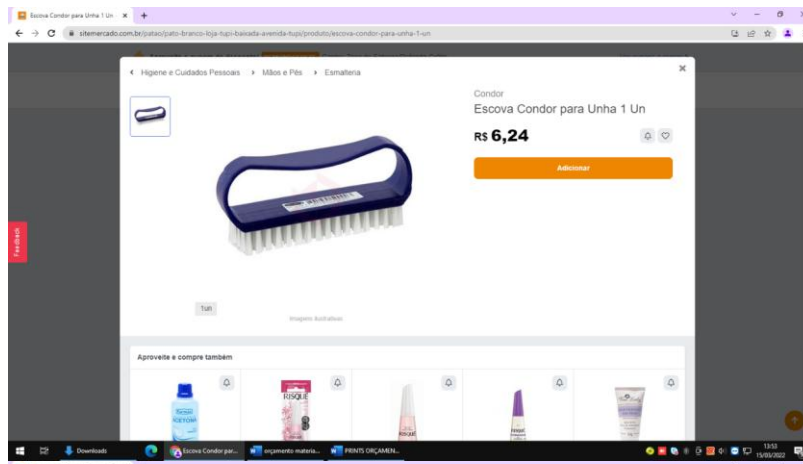 Escova Condor para Unha 1 Un
sitemercado.com.br/patao/pato-branco-loja-tupi-baixada-avenida-tupi/produto/escova-condor-para-unha-1-un
Higiene e Cuidados Pessoais
Mãos e Pés
Esmalteria
Condor
Escova Condor para Unha 1 Un
R$ 6,24
Adicionar
Feedback
1un
Imagens ilustrativas
Aproveite e compre também
ACETONA
RISQUÉ
Downloads
Escova Condor par...
orçamento materia...
PRINTS ORÇAMEN...
13:53
15/03/2022